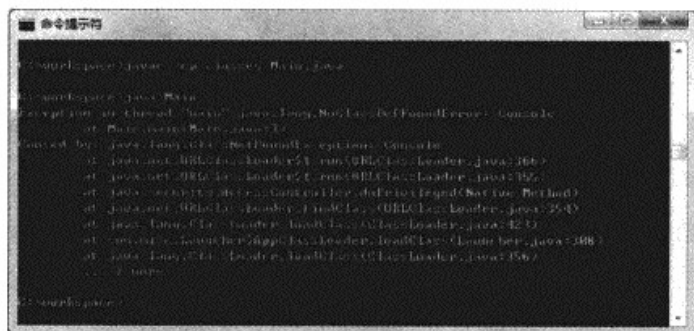 命令提示符
C:\workspace>javac -cp classes Main.java
C:\workspace>java Main
Exception in thread "main" java.lang.NoClassDefFoundError: Console
at Main.main(Main.java:
Caused by: java.lang.ClassNotFoundException: Console
at java.net.URLClassLoader$1.run(URLClassLoader.java:366)
at java.net.URLClassLoader$1.run(URLClassLoader.java:355)
at java.security.AccessController.doPrivileged(Native Method)
at java.net.URLClassLoader.findClass(URLClassLoader.java:354)
at java.lang.ClassLoader.loadClass(ClassLoader.java:423)
at sun.misc.Launcher$AppClassLoader.loadClass(Launcher.java:308)
at java.lang.ClassLoader.loadClass(ClassLoader.java:356)
... more
C:\workspace>